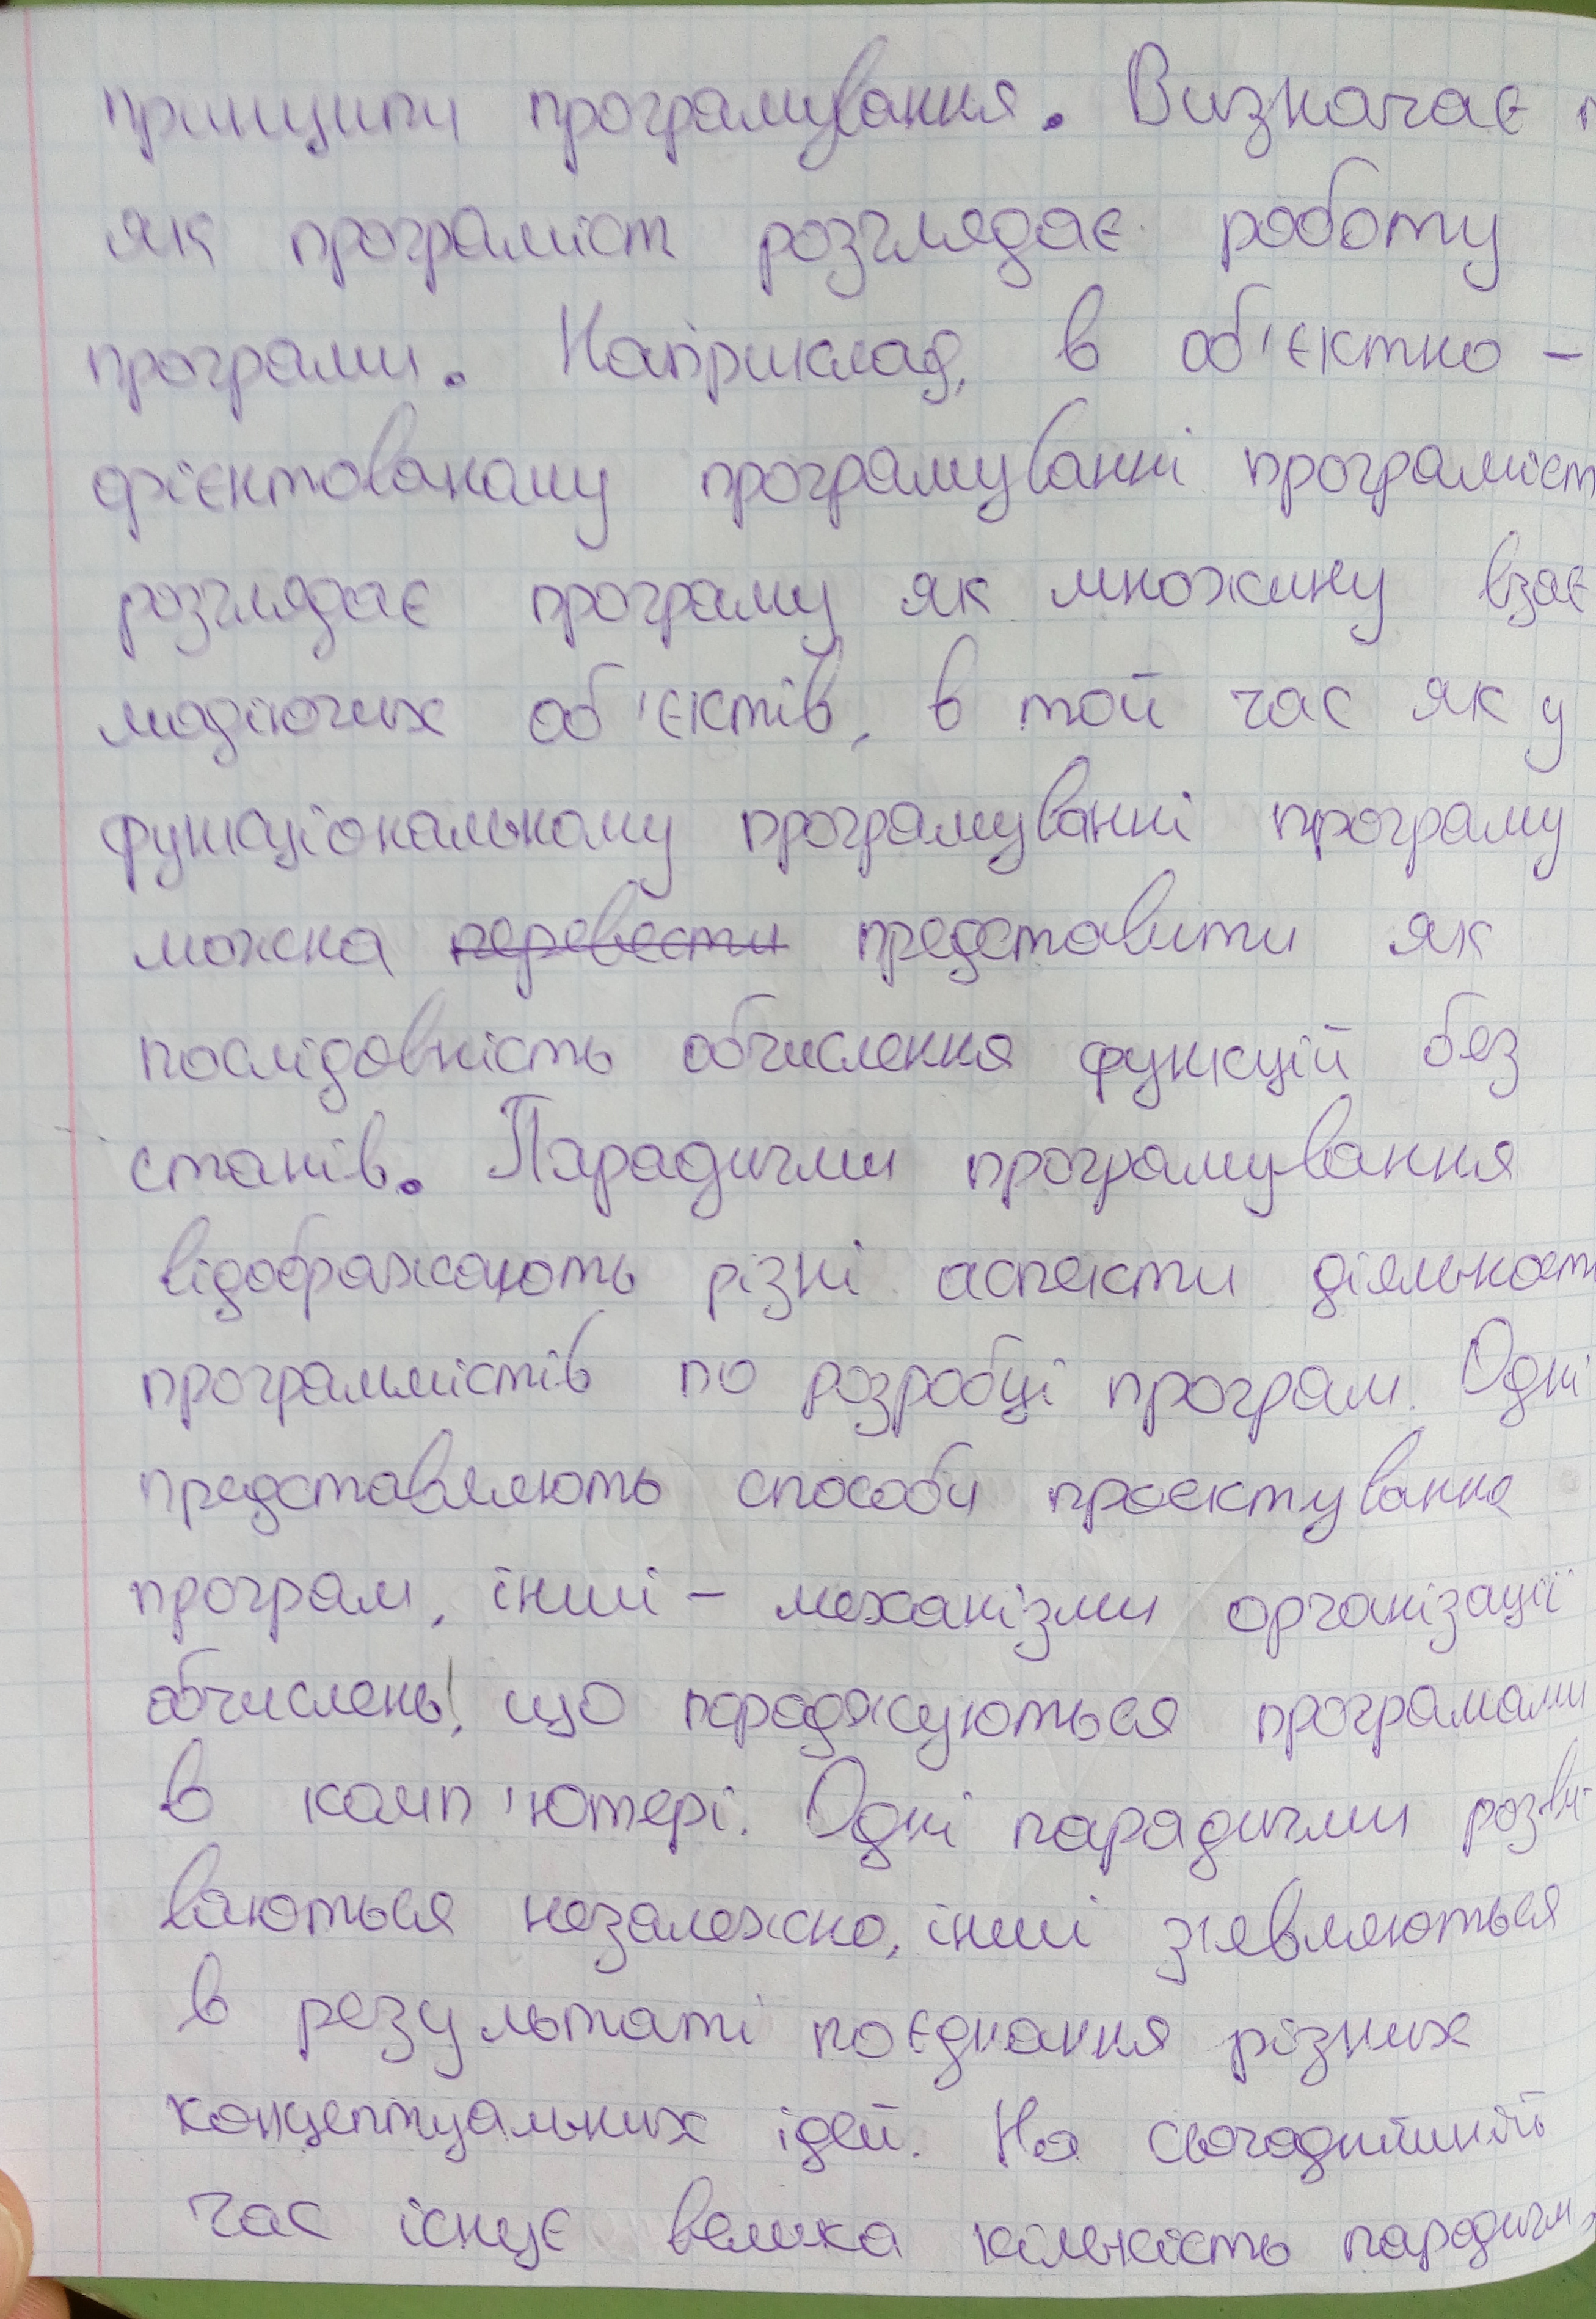 принципи програмування. Визначає
як програміст розглядає роботу
програми. Наприклад, в об'єктно -
орієнтованому програмуванні програміст
розглядає програму як множину взає
модіючих об'єктів, в той час як у
функціональному програмуванні програму
можна перевести представити як
послідовність обчислення функцій без
станів. Парадигми програмування
відображають різні аспекти діяльності
программістів по розробці програм. Одні
представляють способи проєктування
програм, інші - механізми організації
обчислень, що породжуються програмами
в комп'ютері. Одні парадигми розви-
ваються незалежно, інші з'являються
в результаті поєднання різних
концептуальних ідей. На сьогоднішній
час існує велика кількість парадигм,